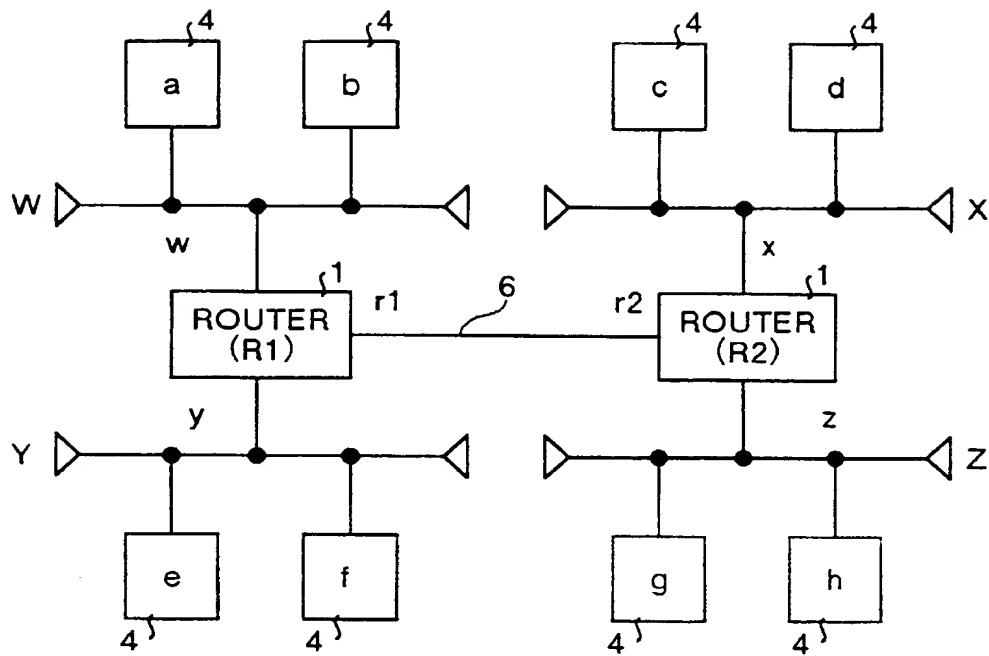 4 4 4 4
a b c d
W X
w x
1 1
r1 6 r2
ROUTER
(R1)
ROUTER
(R2)
y z
Y Z
e f g h
4 4 4 4